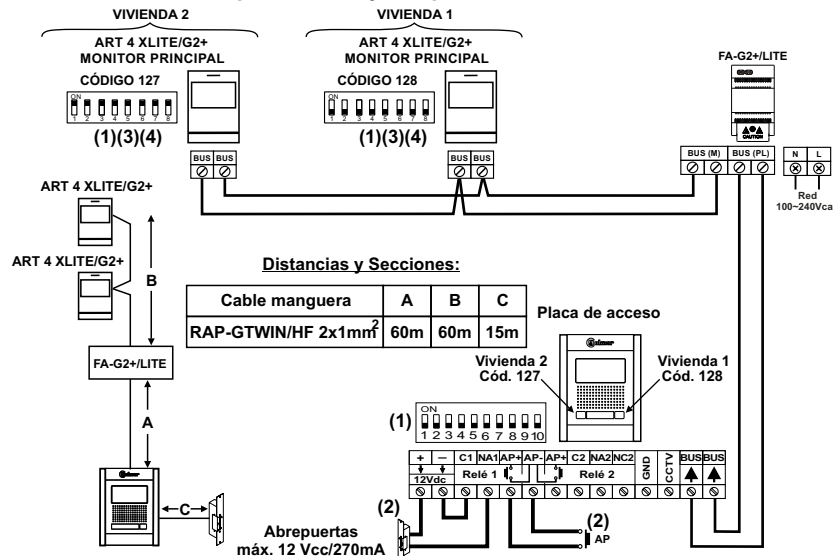 VIVIENDA 2
VIVIENDA 1
ART 4 XLITE/G2+
MONITOR PRINCIPAL
ART 4 XLITE/G2+
MONITOR PRINCIPAL
FA-G2+/LITE
CÓDIGO 127
CÓDIGO 128
ON
1 2 3 4 5 6 7 8
ON
1 2 3 4 5 6 7 8
(1)(3)(4)
(1)(3)(4)
CAUTION
BUS BUS
BUS BUS
BUS (M) BUS (PL)
N L
Red
100~240Vca
ART 4 XLITE/G2+
ART 4 XLITE/G2+
B
Distancias y Secciones:
Cable manguera A B C
RAP-GTWIN/HF 2x1mm² 60m 60m 15m
Placa de acceso
Golmar
Vivienda 2
Cód. 127
Vivienda 1
Cód. 128
FA-G2+/LITE
A
(1)
ON
1 2 3 4 5 6 7 8 9 10
+ – C1 NA1 AP+ AP- AP+ C2 NA2 NC2 GND CCTV BUS BUS
12Vdc
Relé 1
Relé 2
Golmar
C
(2)
(2)
AP
Abrepuertas
máx. 12 Vcc/270mA